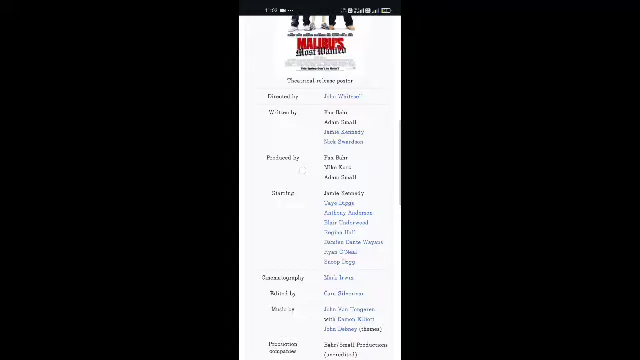 MALIBU'S
Most Wanted
Theatrical release poster
Directed by John Whitesell
Written by Fax Bahr
Adam Small
Jamie Kennedy
Nick Swardson
Produced by Fax Bahr
Mike Karz
Adam Small
Starring Jamie Kennedy
Taye Diggs
Anthony Anderson
Blair Underwood
Regina Hall
Damien Dante Wayans
Ryan O'Neal
Snoop Dogg
Cinematography Mark Irwin
Edited by Cara Silverman
Music by John Van Tongeren
with Damon Elliott
John Debney (themes)
Production companies Bahr/Small Productions
(uncredited)